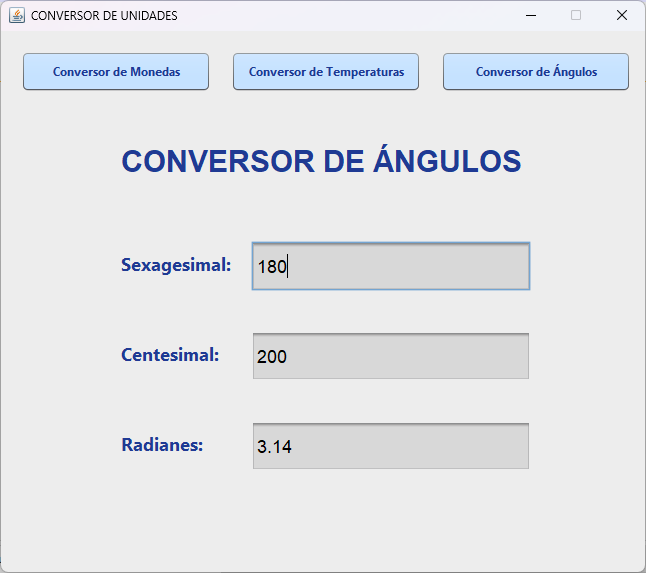 CONVERSOR DE UNIDADES
Conversor de Monedas
Conversor de Temperaturas
Conversor de Ángulos
CONVERSOR DE ÁNGULOS
Sexagesimal: 180
Centesimal: 200
Radianes: 3.14